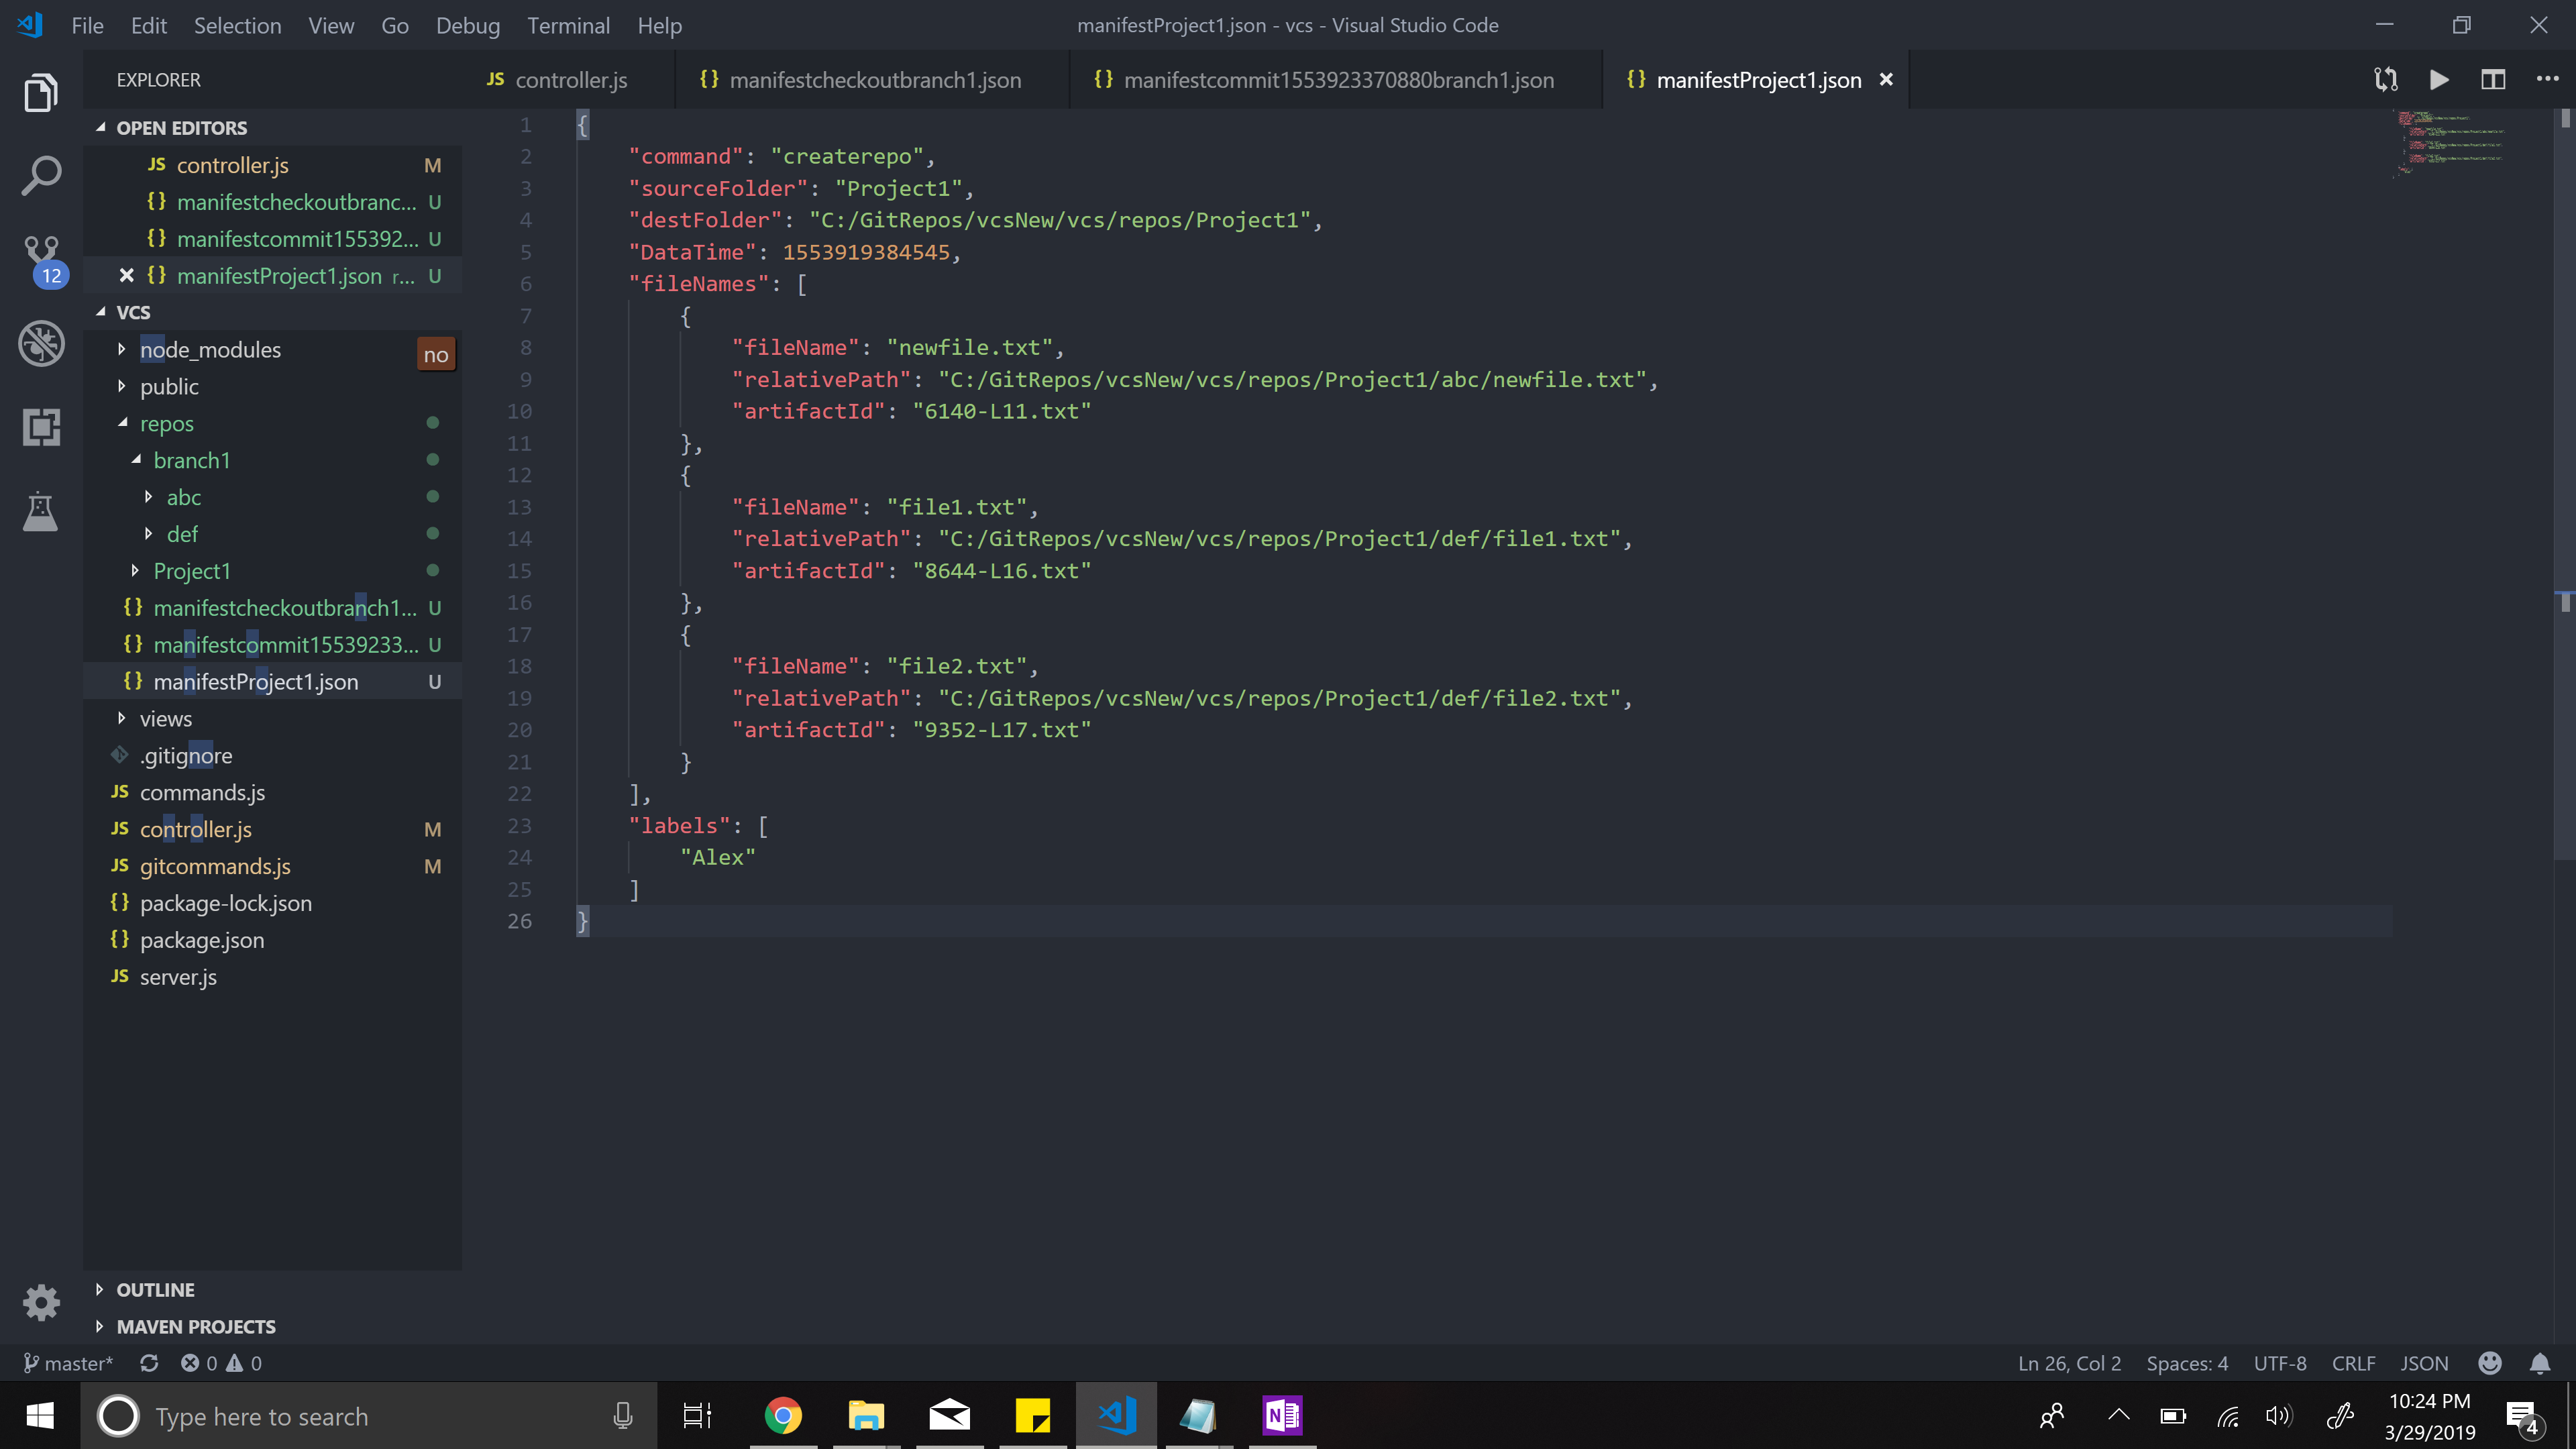 File Edit Selection View Go Debug Terminal Help
manifestProject1.json - vcs - Visual Studio Code
EXPLORER
JS controller.js
{} manifestcheckoutbranch1.json
{} manifestcommit1553923370880branch1.json
{} manifestProject1.json
OPEN EDITORS
JS controller.js M
{} manifestcheckoutbranc... U
{} manifestcommit155392... U
{} manifestProject1.json r... U
12
VCS
node_modules
no
public
repos
branch1
abc
def
Project1
{} manifestcheckoutbranch1... U
{} manifestcommit15539233... U
{} manifestProject1.json U
views
.gitignore
JS commands.js
JS controller.js M
JS gitcommands.js M
{} package-lock.json
{} package.json
JS server.js
OUTLINE
MAVEN PROJECTS
1 {
2 "command": "createrepo",
3 "sourceFolder": "Project1",
4 "destFolder": "C:/GitRepos/vcsNew/vcs/repos/Project1",
5 "DataTime": 1553919384545,
6 "fileNames": [
7 {
8 "fileName": "newfile.txt",
9 "relativePath": "C:/GitRepos/vcsNew/vcs/repos/Project1/abc/newfile.txt",
10 "artifactId": "6140-L11.txt"
11 },
12 {
13 "fileName": "file1.txt",
14 "relativePath": "C:/GitRepos/vcsNew/vcs/repos/Project1/def/file1.txt",
15 "artifactId": "8644-L16.txt"
16 },
17 {
18 "fileName": "file2.txt",
19 "relativePath": "C:/GitRepos/vcsNew/vcs/repos/Project1/def/file2.txt",
20 "artifactId": "9352-L17.txt"
21 }
22 ],
23 "labels": [
24 "Alex"
25 ]
26 }
master* 0 0
Ln 26, Col 2 Spaces: 4 UTF-8 CRLF JSON
Type here to search
N
10:24 PM
3/29/2019
4